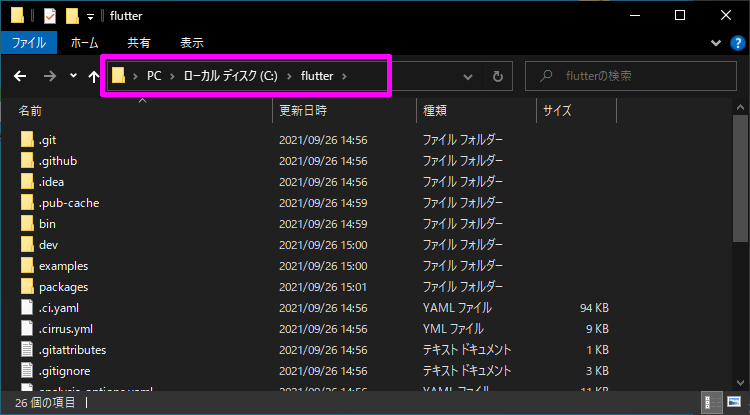 flutter
ファイル ホーム 共有 表示
PC ローカル ディスク (C:) flutter flutterの検索
名前 更新日時 種類 サイズ
.git 2021/09/26 14:56 ファイル フォルダー
.github 2021/09/26 14:56 ファイル フォルダー
.idea 2021/09/26 14:56 ファイル フォルダー
.pub-cache 2021/09/26 14:59 ファイル フォルダー
bin 2021/09/26 14:59 ファイル フォルダー
dev 2021/09/26 15:00 ファイル フォルダー
examples 2021/09/26 15:00 ファイル フォルダー
packages 2021/09/26 15:01 ファイル フォルダー
.ci.yaml 2021/09/26 14:56 YAML ファイル 94 KB
.cirrus.yml 2021/09/26 14:56 YML ファイル 9 KB
.gitattributes 2021/09/26 14:56 テキスト ドキュメント 1 KB
.gitignore 2021/09/26 14:56 テキスト ドキュメント 3 KB
analysis_options.yaml 2021/09/26 14:56 YAML ファイル 11 KB
26 個の項目